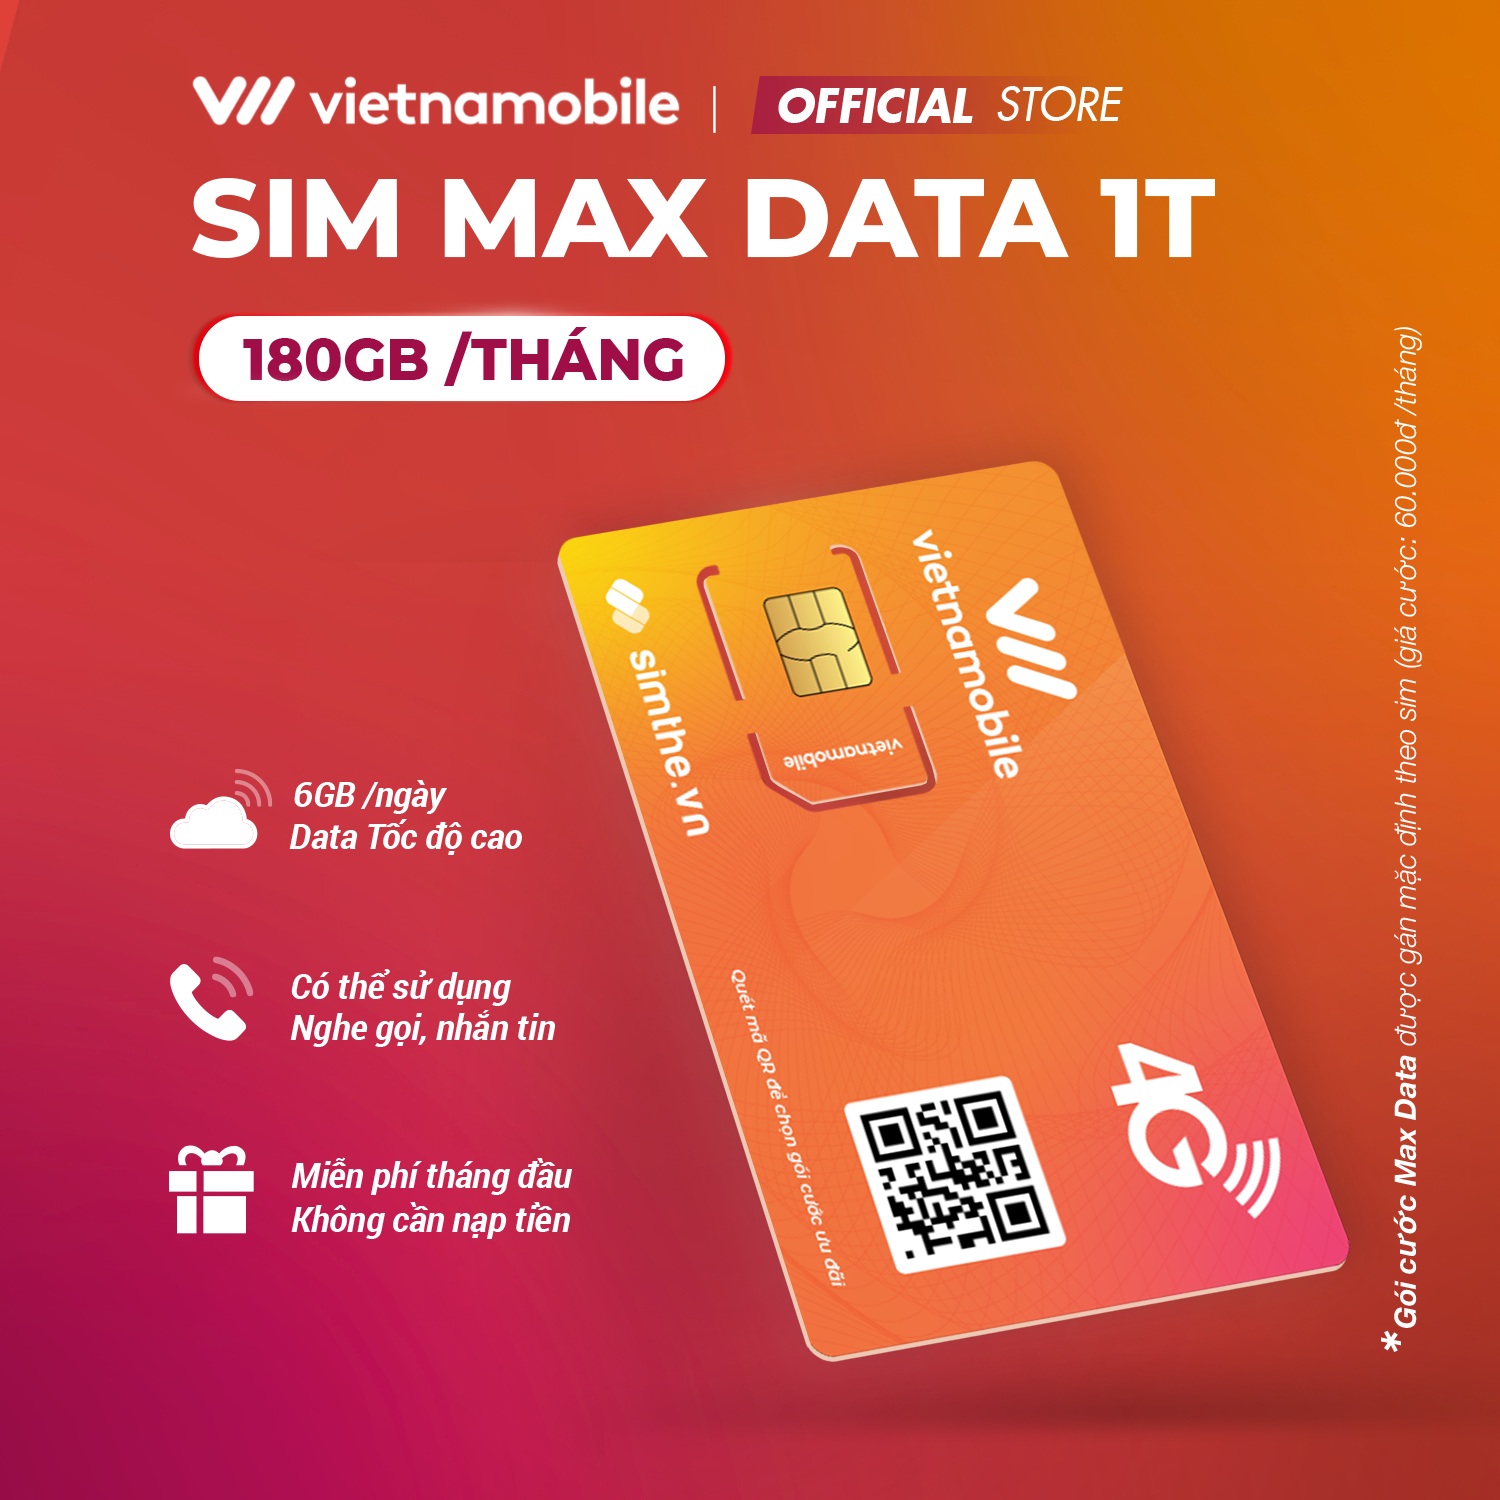 vietnamobile
OFFICIAL STORE
SIM MAX DATA 1T
180GB /THÁNG
6GB /ngày
Data Tốc độ cao
Có thể sử dụng
Nghe gọi, nhắn tin
Miễn phí tháng đầu
Không cần nạp tiền
simthe.vn
vietnamobile
vietnamobile
Quét mã QR để chọn gói cước ưu đãi
4G
*Gói cước Max Data được gán mặc định theo sim (giá cước: 60.000đ /tháng)